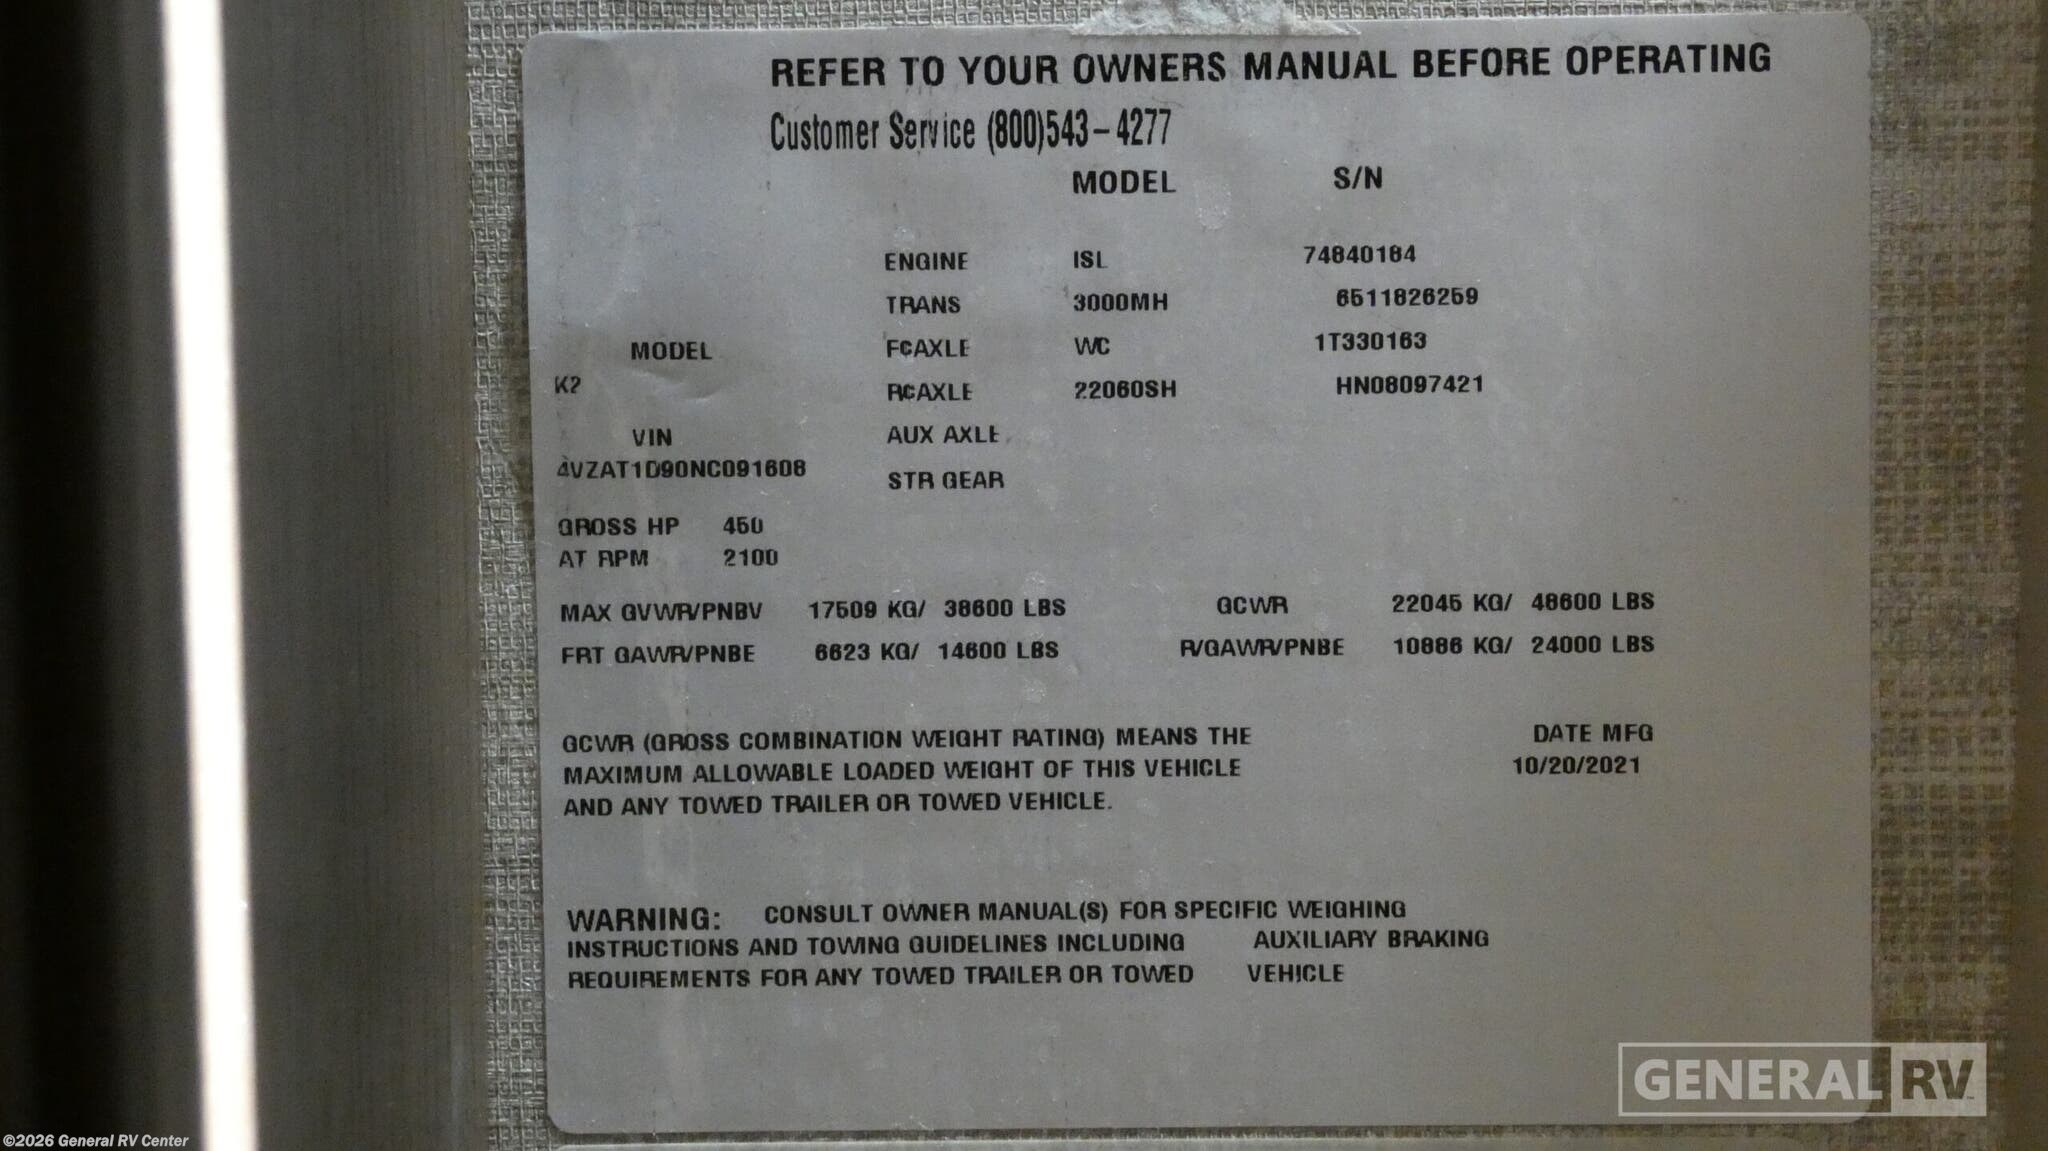 REFER TO YOUR OWNERS MANUAL BEFORE OPERATING
Customer Service (800)543-4277
MODEL S/N
ENGINE ISL 74840184
TRANS 3000MH 6511826259
MODEL FCAXLE WC 1T330163
K2 RCAXLE 22060SH HN08097421
VIN AUX AXLE
4VZAT1D90NC091608
STR GEAR
GROSS HP 450
AT RPM 2100
MAX GVWR/PNBV 17509 KG/ 38600 LBS GCWR 22045 KG/ 48600 LBS
FRT GAWR/PNBE 6623 KG/ 14600 LBS R/GAWR/PNBE 10886 KG/ 24000 LBS
GCWR (GROSS COMBINATION WEIGHT RATING) MEANS THE DATE MFG
MAXIMUM ALLOWABLE LOADED WEIGHT OF THIS VEHICLE 10/20/2021
AND ANY TOWED TRAILER OR TOWED VEHICLE.
WARNING: CONSULT OWNER MANUAL(S) FOR SPECIFIC WEIGHING
INSTRUCTIONS AND TOWING GUIDELINES INCLUDING AUXILIARY BRAKING
REQUIREMENTS FOR ANY TOWED TRAILER OR TOWED VEHICLE
GENERAL RV
©2026 General RV Center